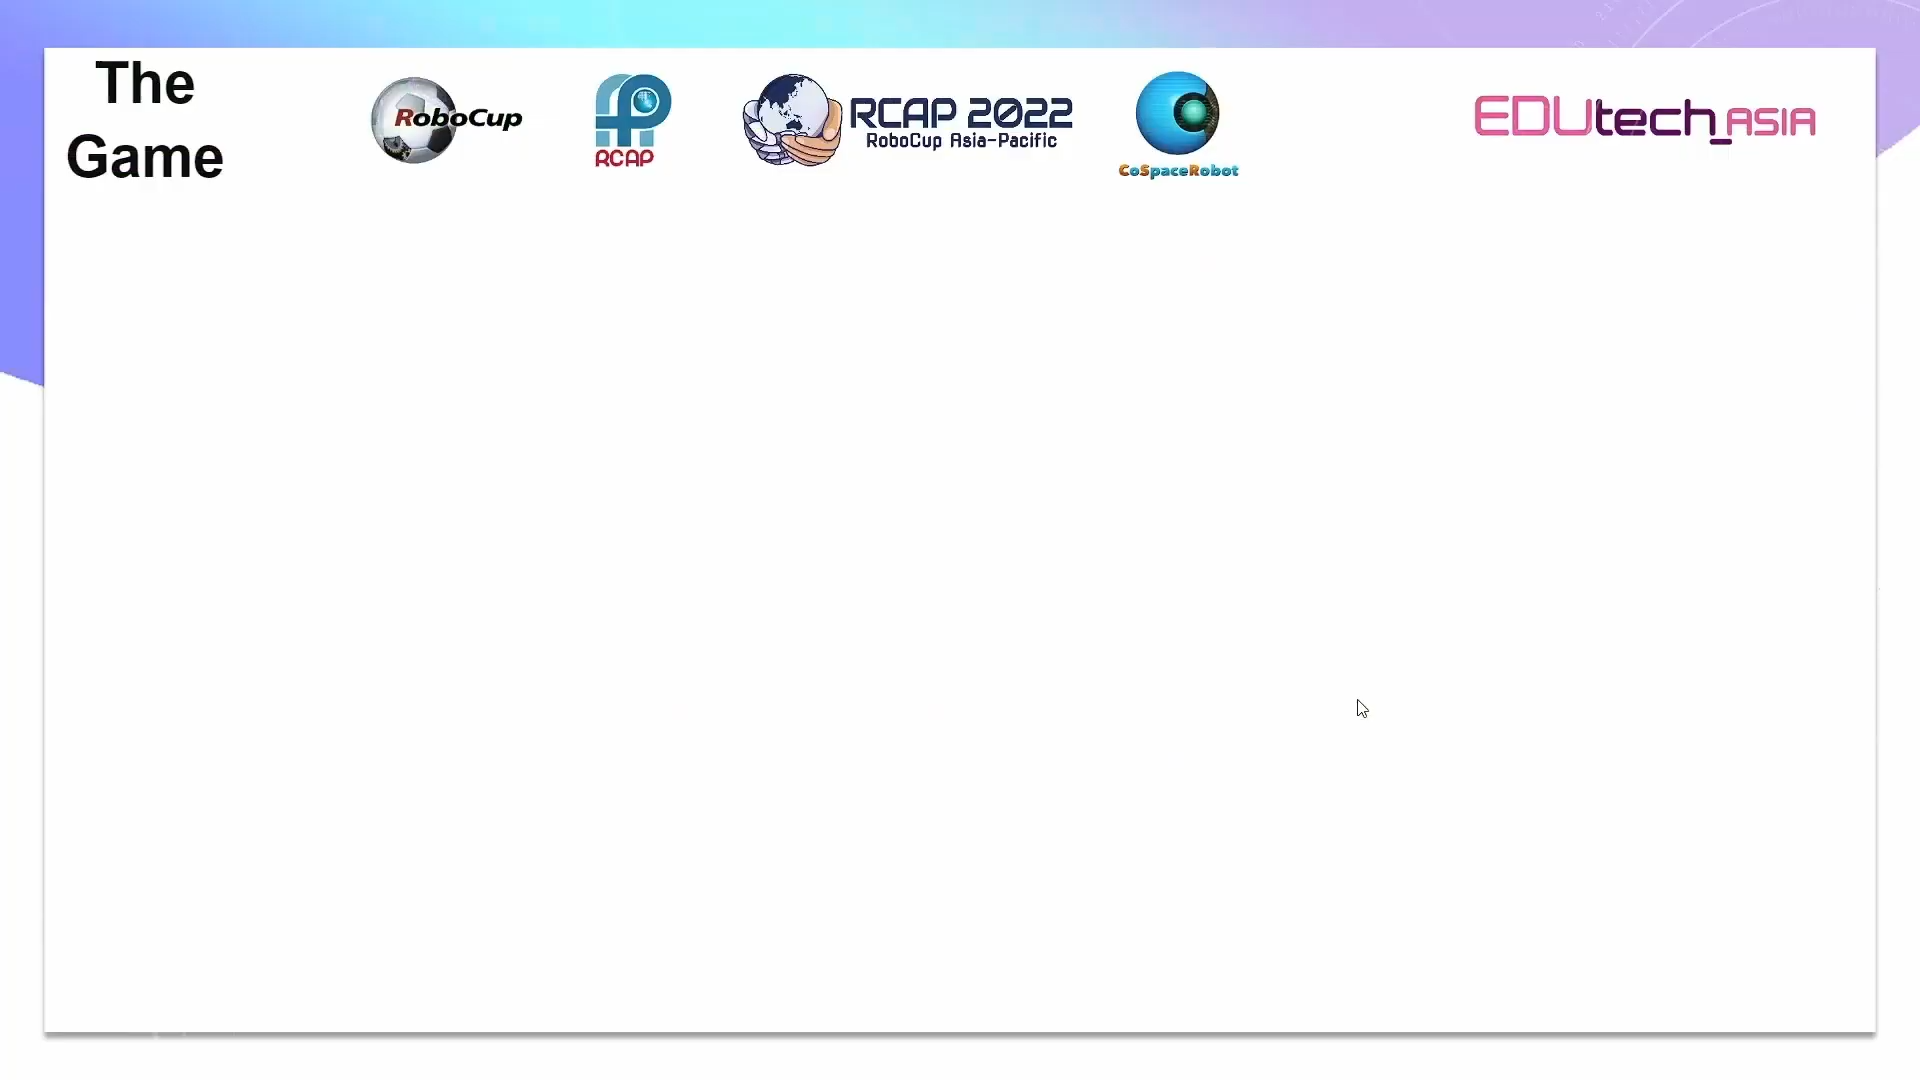 The
Game
RoboCup
RCAP
RCAP 2022
RoboCup Asia-Pacific
CoSpaceRobot
EDUtech_ASIA